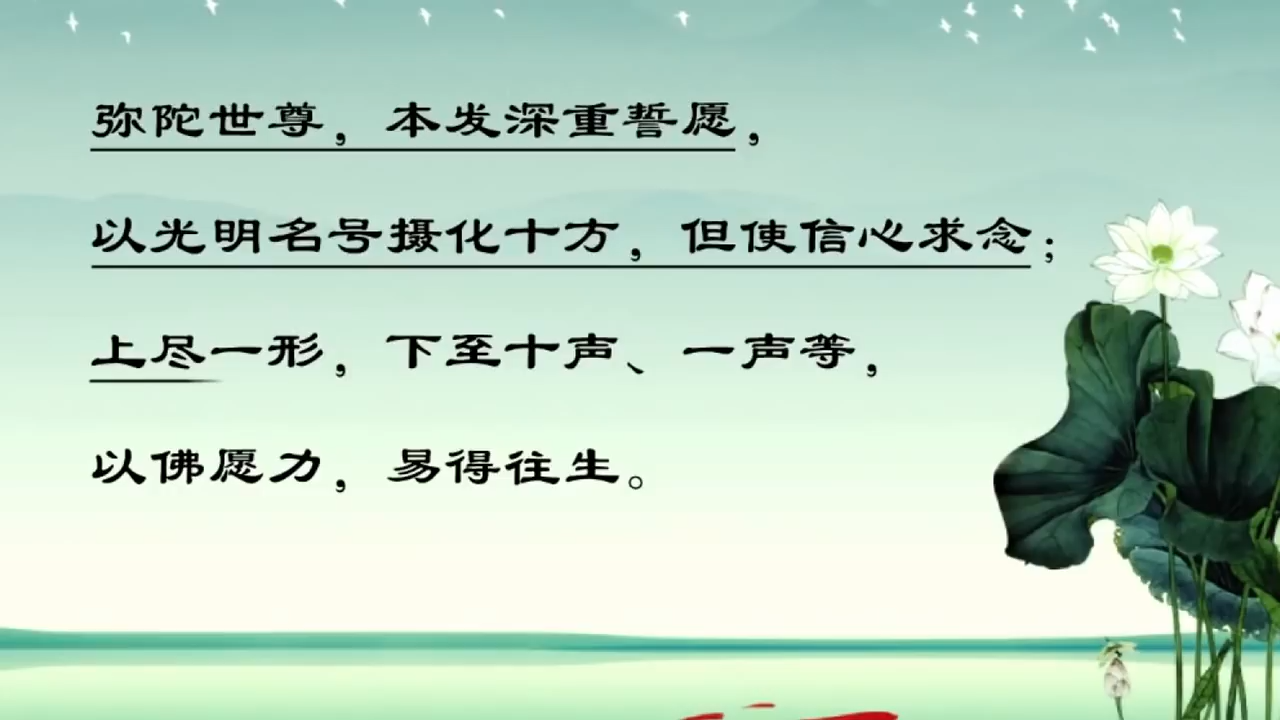 弥陀世尊，本发深重誓愿，
以光明名号摄化十方，但使信心求念；
上尽一形，下至十声、一声等，
以佛愿力，易得往生。